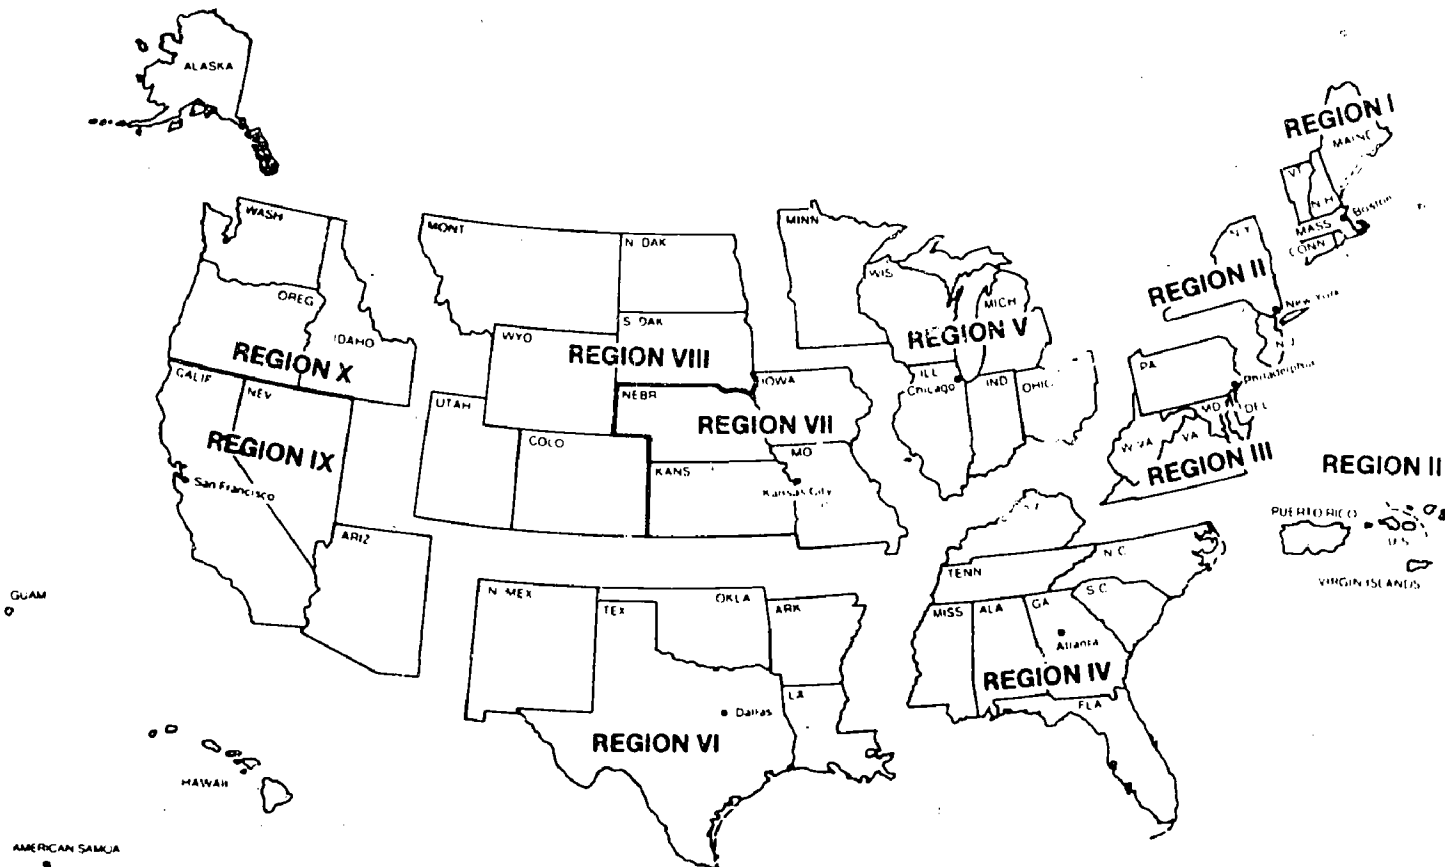 ALASKA
REGION I
MAINE
VT
N.H.
Boston
MASS
CONN
WASH
MONT
N. DAK
MINN
N.Y.
OREG
WIS
MICH
REGION II
New York
N.J.
S. DAK
WYO
IDAHO
REGION X
REGION VIII
REGION V
PA
Philadelphia
CALIF
NEV
UTAH
NEBR
IOWA
ILL
Chicago
IND
OHIO
MD
DEL
REGION IX
COLO
REGION VII
W.VA
VA
REGION III
REGION II
San Francisco
KANS
MO
Kansas City
PUERTO RICO
U.S.
VIRGIN ISLANDS
ARIZ
N.C.
TENN
GUAM
N. MEX
TEX
OKLA
ARK
MISS
ALA
GA
S.C.
Atlanta
REGION IV
LA
FLA
Dallas
REGION VI
HAWAII
AMERICAN SAMOA